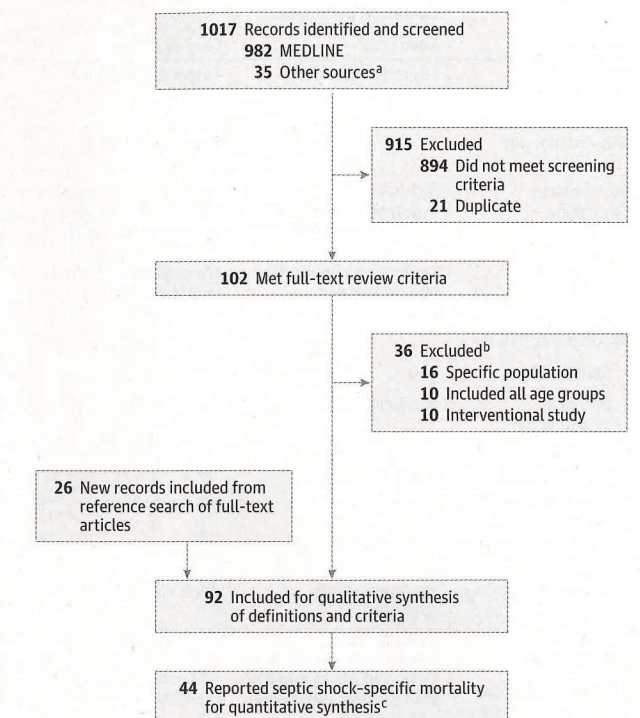 1017 Records identified and screened
982 MEDLINE
35 Other sourcesᵃ
915 Excluded
894 Did not meet screening
criteria
21 Duplicate
102 Met full-text review criteria
36 Excludedᵇ
16 Specific population
10 Included all age groups
10 Interventional study
26 New records included from
reference search of full-text
articles
92 Included for qualitative synthesis
of definitions and criteria
44 Reported septic shock–specific mortality
for quantitative synthesisᶜ